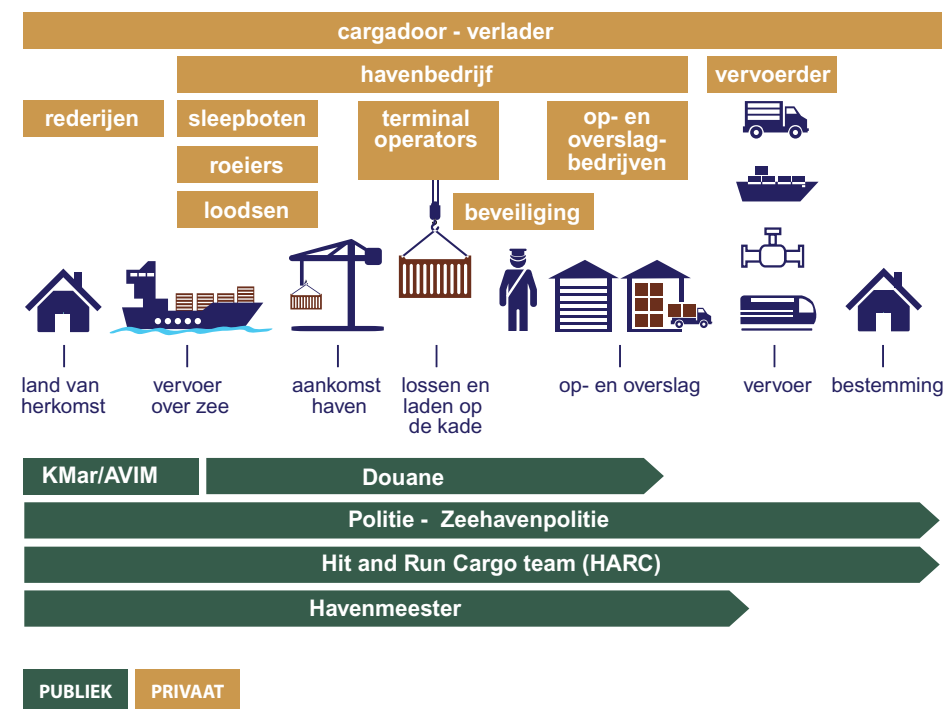 cargadoor - verlader
havenbedrijf
vervoerder
rederijen
sleepboten
roeiers
loodsen
terminal
operators
op- en
overslag-
bedrijven
beveiliging
land van
herkomst
vervoer
over zee
aankomst
haven
lossen en
laden op
de kade
op- en overslag
vervoer
bestemming
KMar/AVIM
Douane
Politie - Zeehavenpolitie
Hit and Run Cargo team (HARC)
Havenmeester
PUBLIEK
PRIVAAT